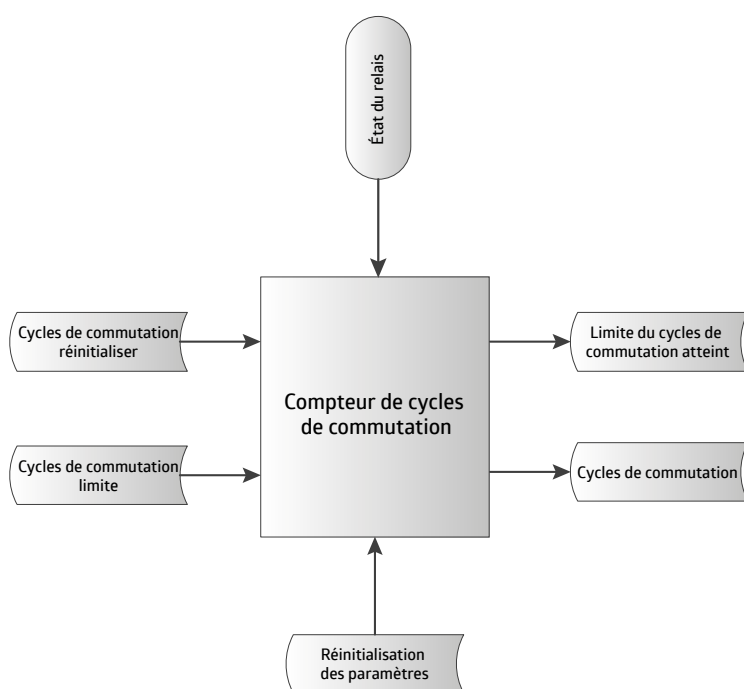 État du relais
Cycles de commutation
réinitialiser
Limite du cycles de
commutation atteint
Compteur de cycles
de commutation
Cycles de commutation
limite
Cycles de commutation
Réinitialisation
des paramètres